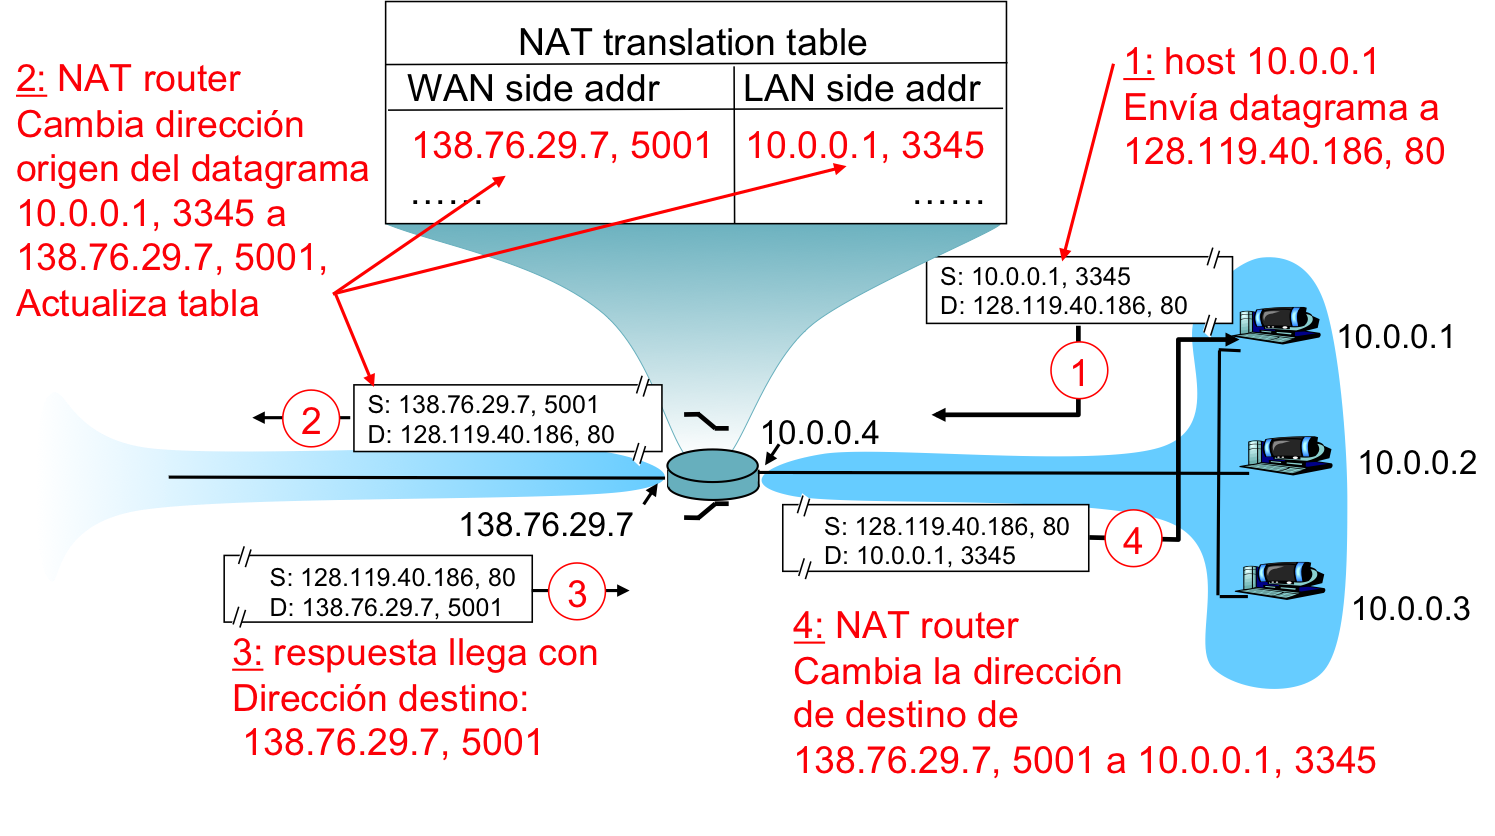 NAT translation table
WAN side addr LAN side addr
138.76.29.7, 5001 10.0.0.1, 3345
...... ......
2: NAT router
Cambia dirección
origen del datagrama
10.0.0.1, 3345 a
138.76.29.7, 5001,
Actualiza tabla
1: host 10.0.0.1
Envía datagrama a
128.119.40.186, 80
S: 10.0.0.1, 3345
D: 128.119.40.186, 80
1
10.0.0.1
S: 138.76.29.7, 5001
D: 128.119.40.186, 80
2
10.0.0.4
10.0.0.2
138.76.29.7
S: 128.119.40.186, 80
D: 10.0.0.1, 3345
4
S: 128.119.40.186, 80
D: 138.76.29.7, 5001
3
10.0.0.3
3: respuesta llega con
Dirección destino:
138.76.29.7, 5001
4: NAT router
Cambia la dirección
de destino de
138.76.29.7, 5001 a 10.0.0.1, 3345